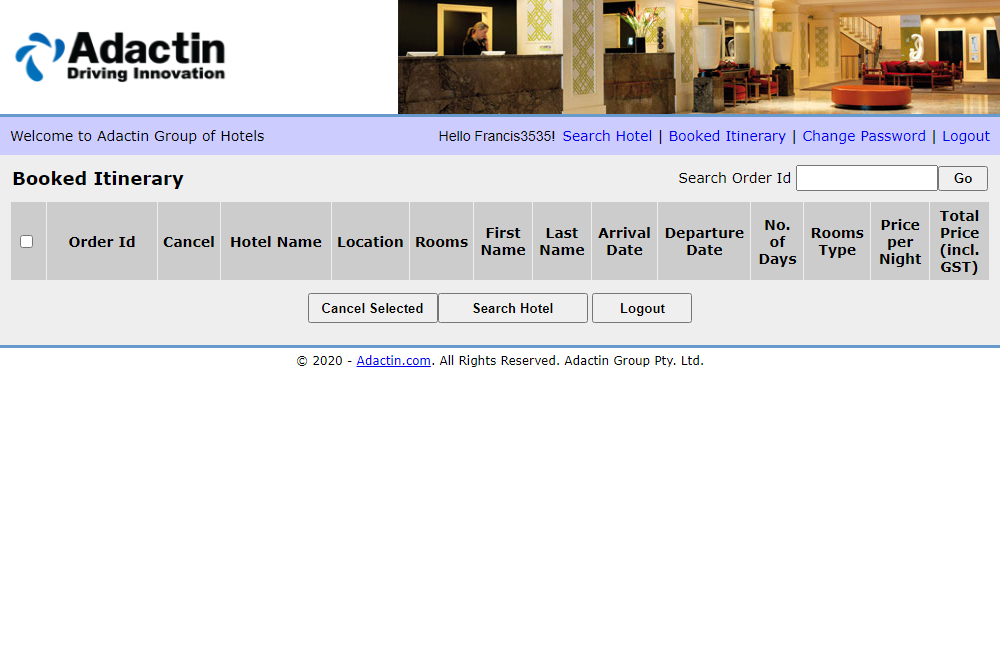 Adactin
Driving Innovation
Welcome to Adactin Group of Hotels
Hello Francis3535! Search Hotel | Booked Itinerary | Change Password | Logout
Booked Itinerary
Search Order Id
Go
Order Id
Cancel
Hotel Name
Location
Rooms
First
Name
Last
Name
Arrival
Date
Departure
Date
No.
of
Days
Rooms
Type
Price
per
Night
Total
Price
(incl.
GST)
Cancel Selected
Search Hotel
Logout
© 2020 - Adactin.com. All Rights Reserved. Adactin Group Pty. Ltd.